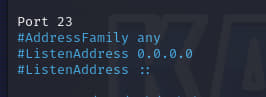 Port 23
#AddressFamily any
#ListenAddress 0.0.0.0
#ListenAddress ::